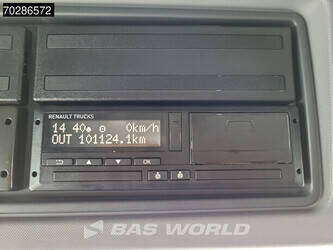 70286572
RENAULT TRUCKS
14 40 0km/h
OUT 101124.1km
OK
BAS WORLD